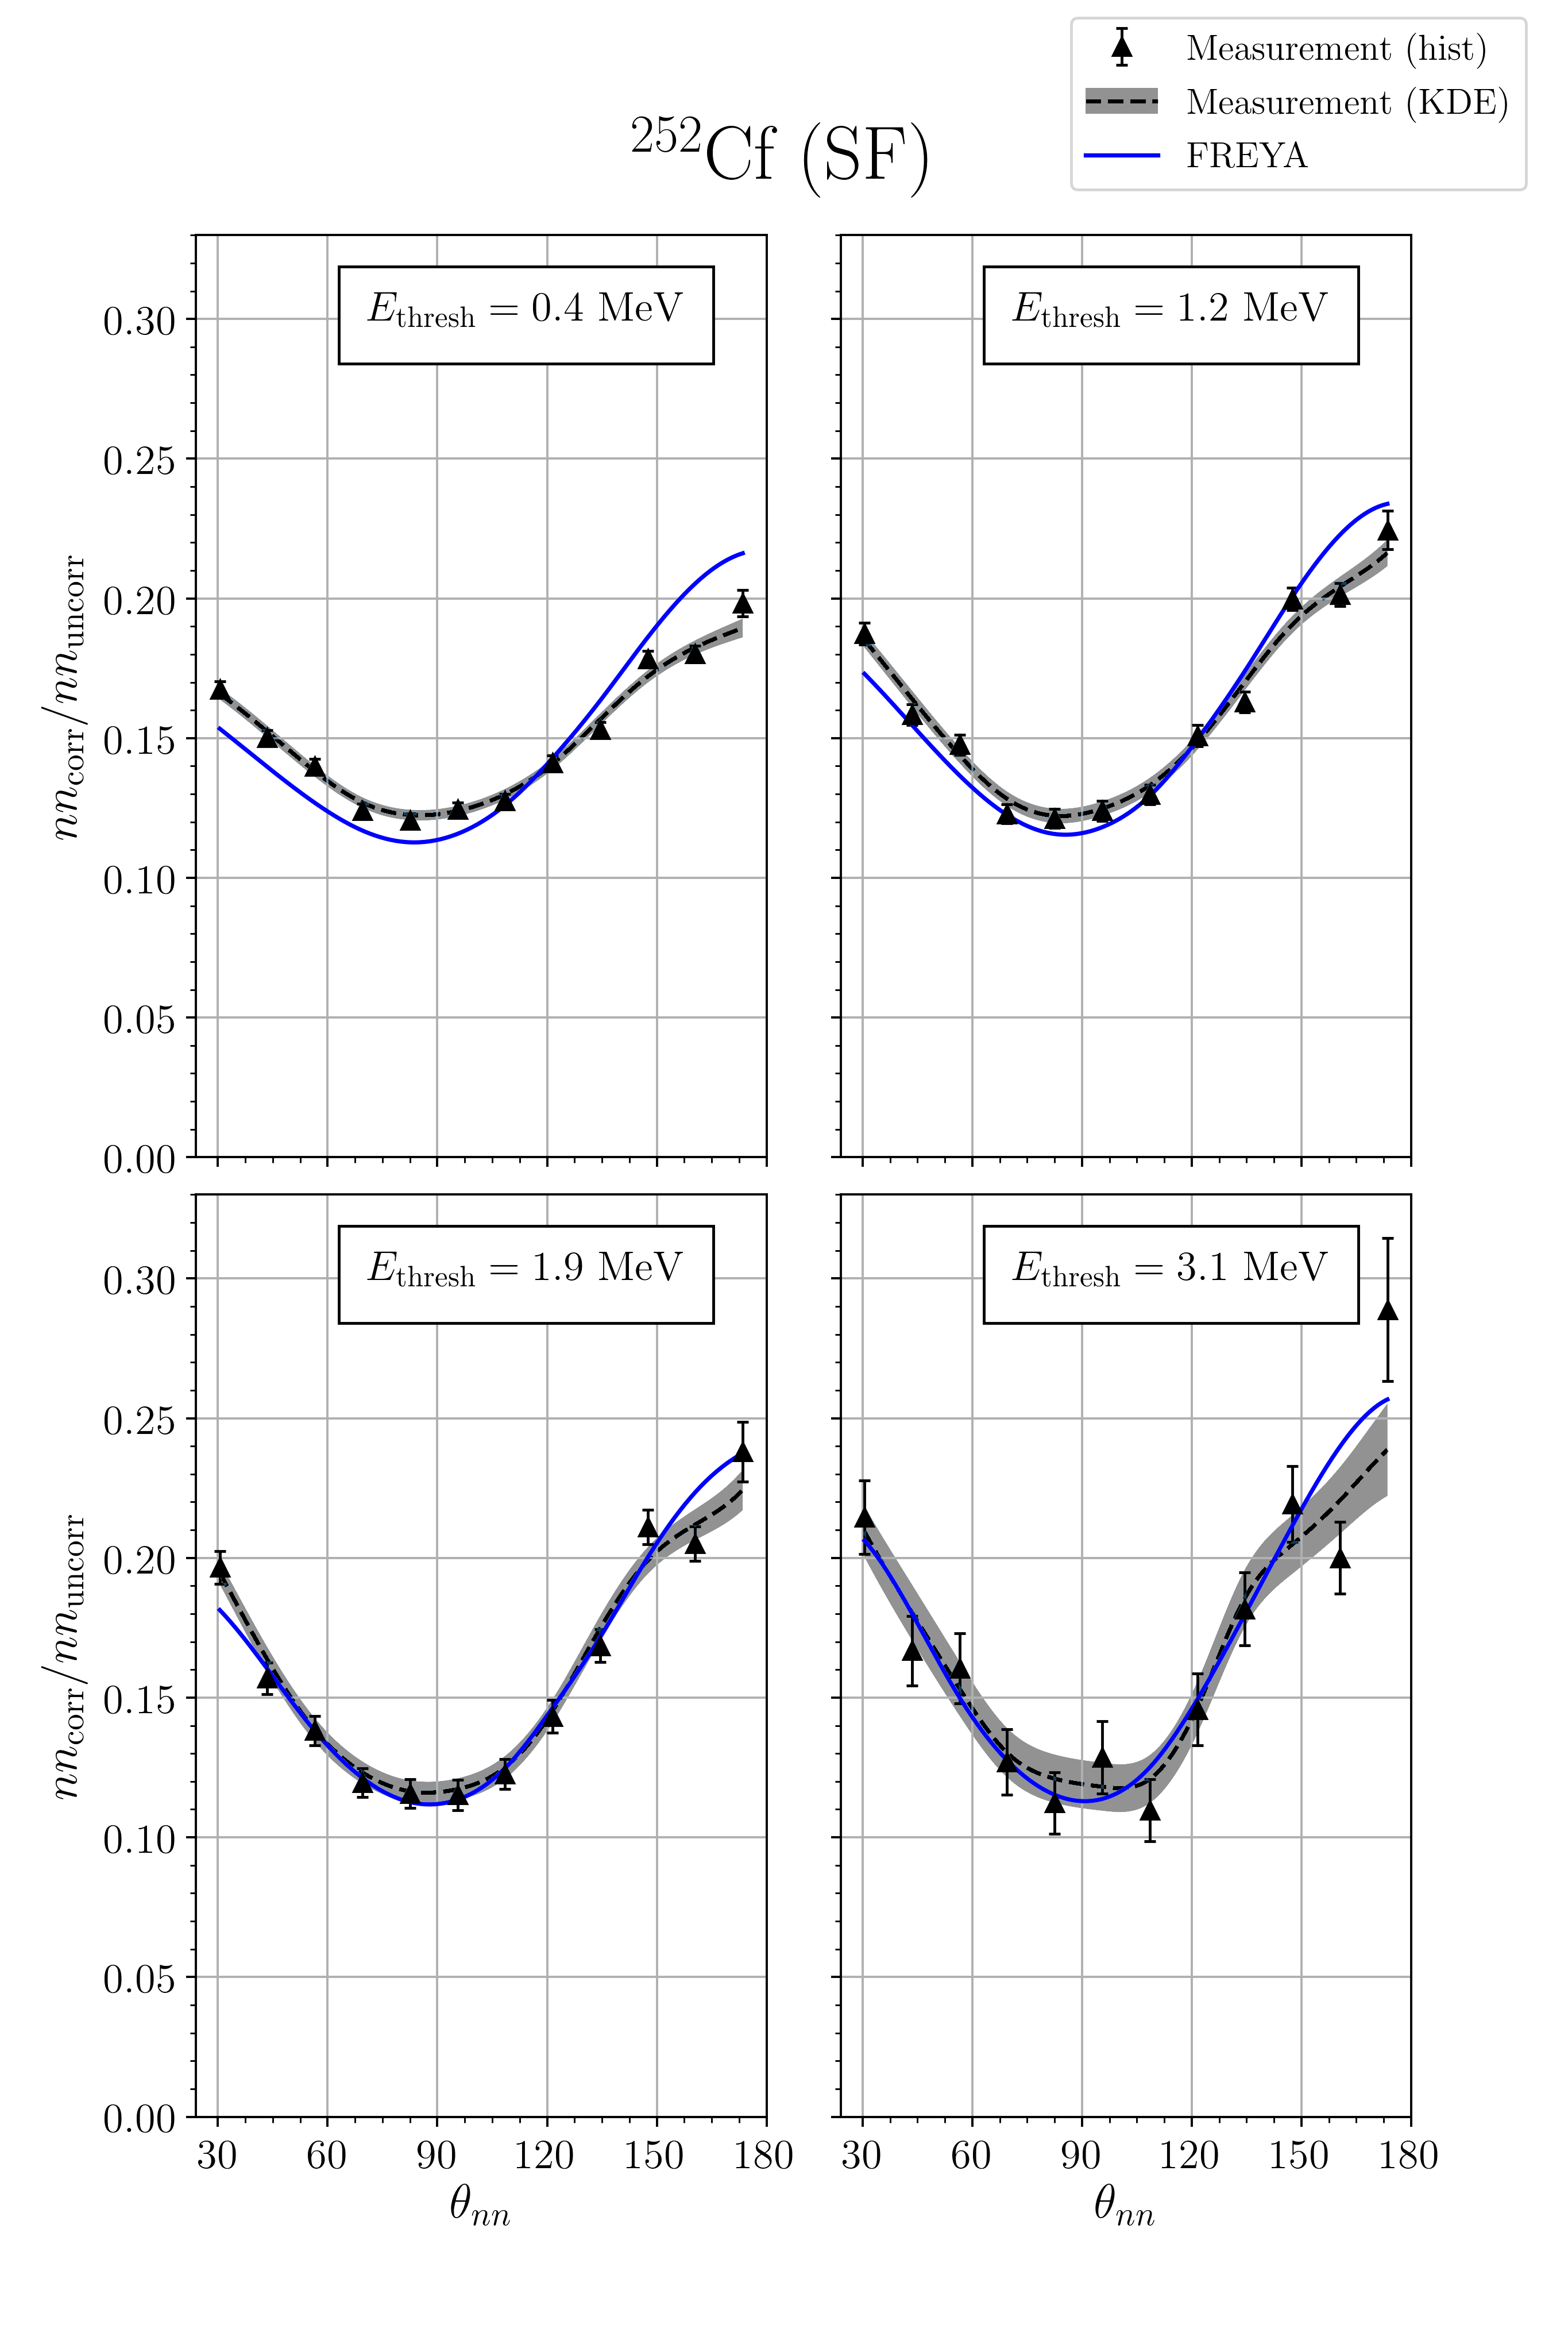 Measurement (hist)
Measurement (KDE)
FREYA
²⁵²Cf (SF)
E_thresh = 0.4 MeV
E_thresh = 1.2 MeV
0.30
0.25
0.20
0.15
0.10
0.05
0.00
nn_corr/nn_uncorr
E_thresh = 1.9 MeV
E_thresh = 3.1 MeV
0.30
0.25
0.20
0.15
0.10
0.05
0.00
nn_corr/nn_uncorr
30 60 90 120 150 180
30 60 90 120 150 180
θ_nn
θ_nn